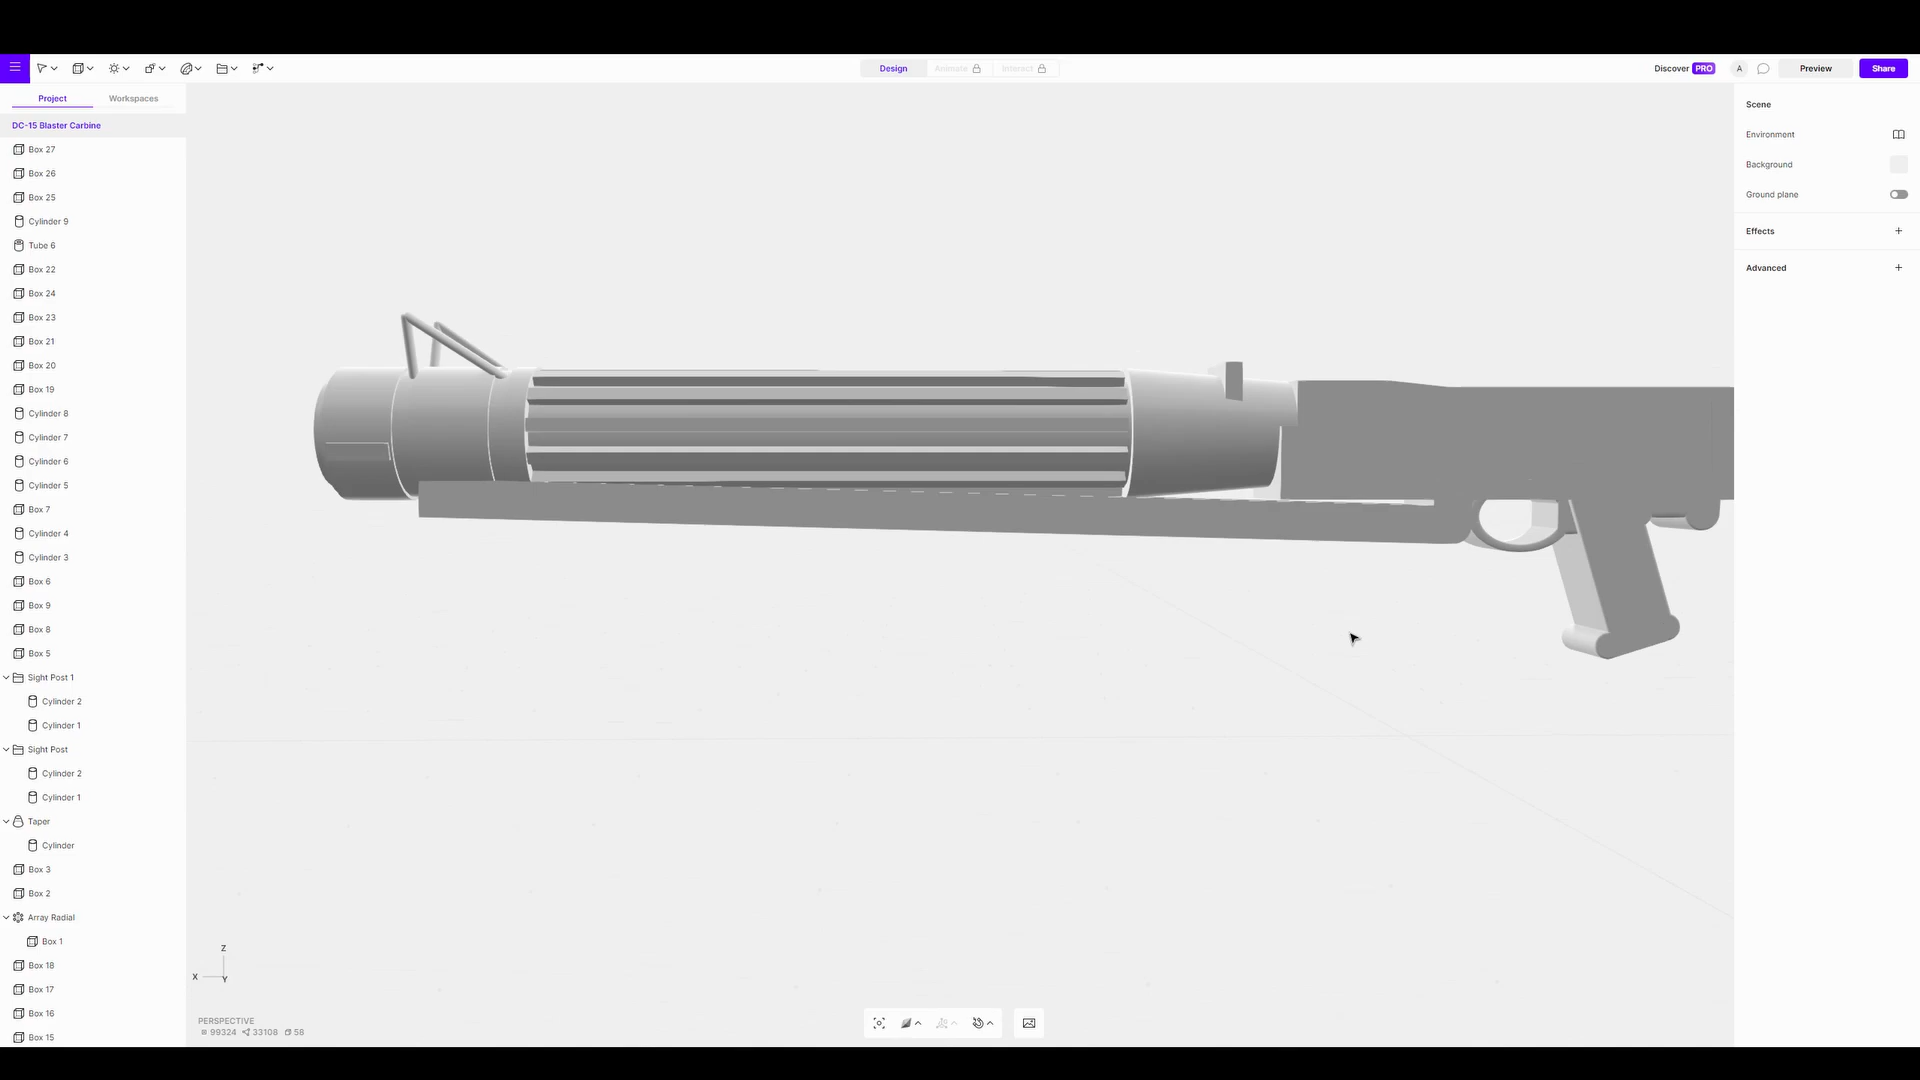 Design
Animate
Interact
Discover PRO
A
Preview
Share
Project
Workspaces
DC-15 Blaster Carbine
Box 27
Box 26
Box 25
Cylinder 9
Tube 6
Box 22
Box 24
Box 23
Box 21
Box 20
Box 19
Cylinder 8
Cylinder 7
Cylinder 6
Cylinder 5
Box 7
Cylinder 4
Cylinder 3
Box 6
Box 9
Box 8
Box 5
Sight Post 1
Cylinder 2
Cylinder 1
Sight Post
Cylinder 2
Cylinder 1
Taper
Cylinder
Box 3
Box 2
Array Radial
Box 1
Box 18
Box 17
Box 16
Box 15
Z
X
Y
PERSPECTIVE
99324 33108 58
Scene
Environment
Background
Ground plane
Effects
Advanced